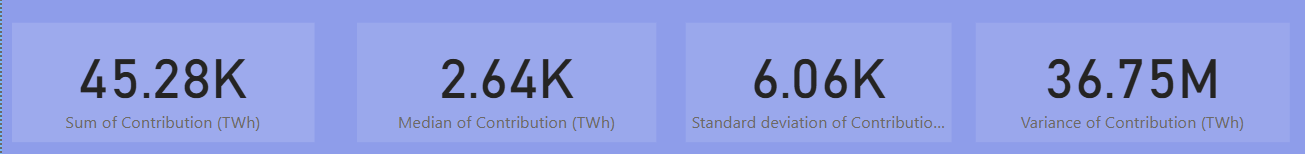 45.28K
Sum of Contribution (TWh)
2.64K
Median of Contribution (TWh)
6.06K
Standard deviation of Contributio...
36.75M
Variance of Contribution (TWh)